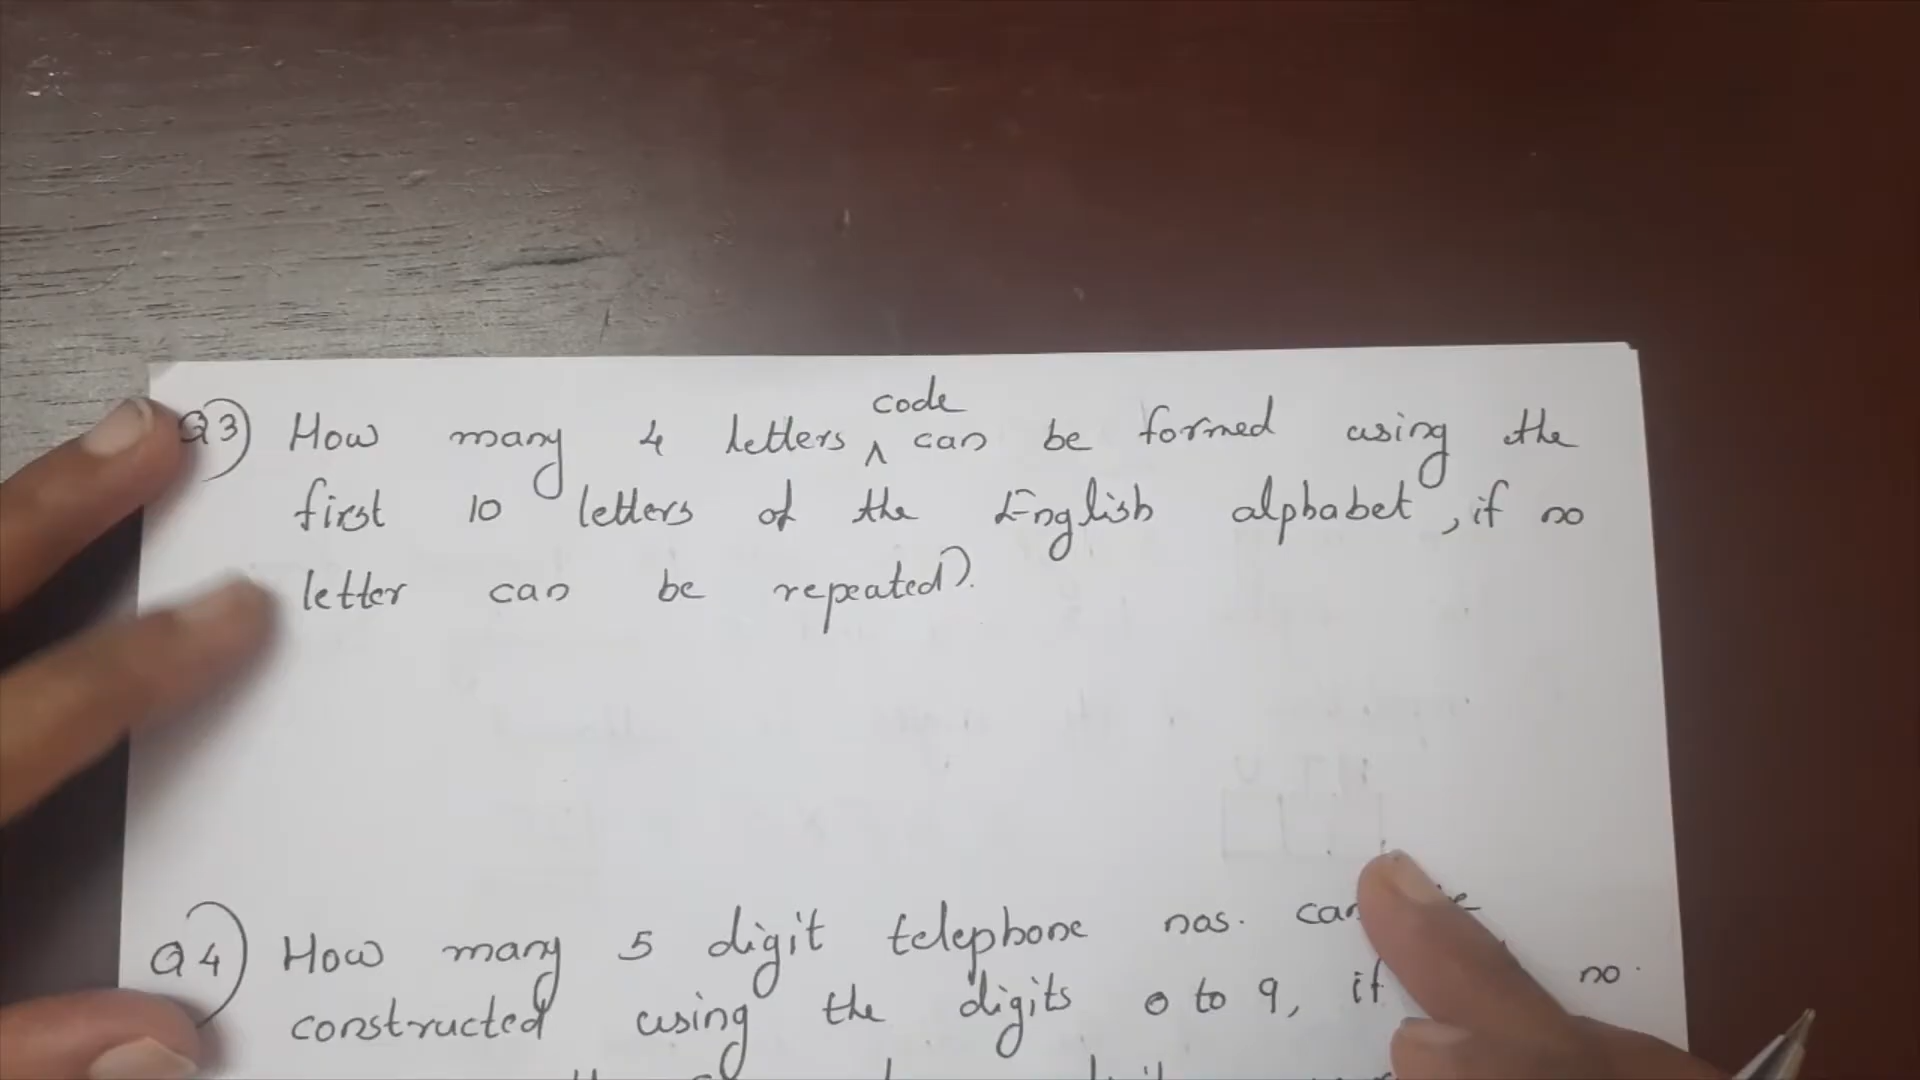 code
Q3) How many 4 letters ^ can be formed using the
first 10 letters of the English alphabet, if no
letter can be repeated?
Q4) How many 5 digit telephone nos. can
constructed using the digits 0 to 9, if no.